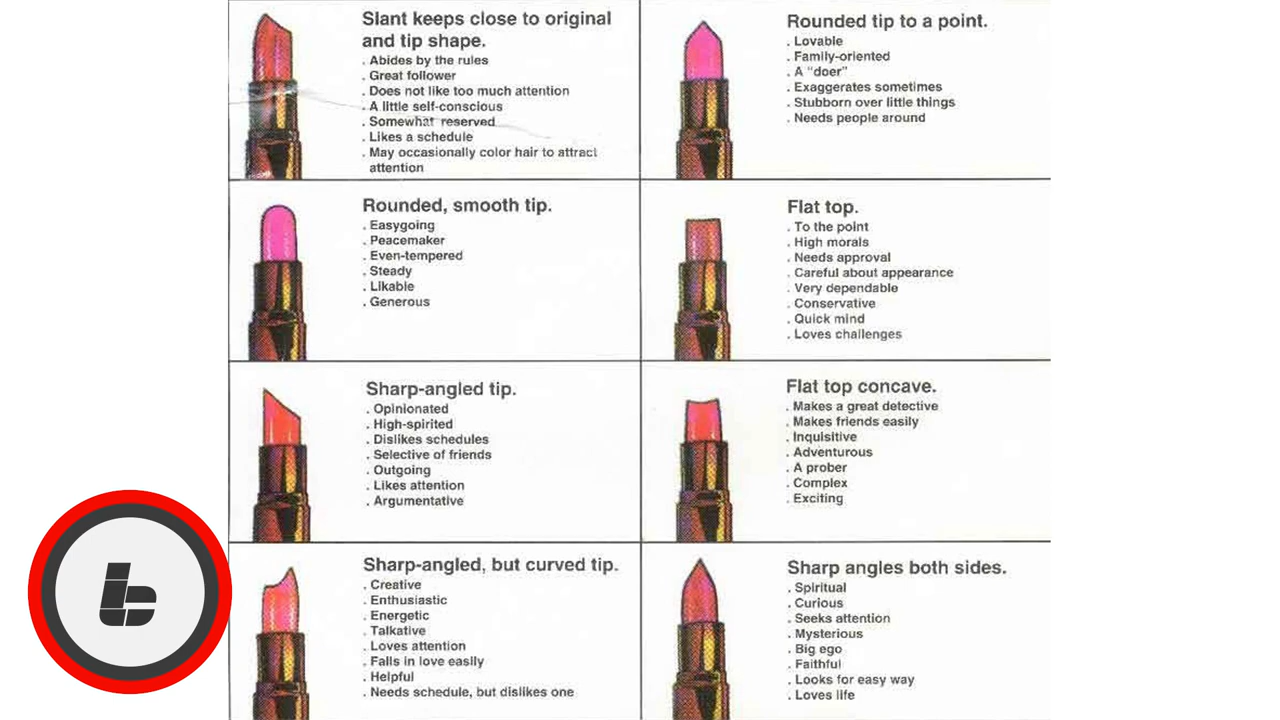 Slant keeps close to original
and tip shape.
. Abides by the rules
. Great follower
. Does not like too much attention
. A little self-conscious
. Somewhat reserved
. Likes a schedule
. May occasionally color hair to attract
attention
Rounded tip to a point.
. Lovable
. Family-oriented
. A "doer"
. Exaggerates sometimes
. Stubborn over little things
. Needs people around
Rounded, smooth tip.
. Easygoing
. Peacemaker
. Even-tempered
. Steady
. Likable
. Generous
Flat top.
. To the point
. High morals
. Needs approval
. Careful about appearance
. Very dependable
. Conservative
. Quick mind
. Loves challenges
Sharp-angled tip.
. Opinionated
. High-spirited
. Dislikes schedules
. Selective of friends
. Outgoing
. Likes attention
. Argumentative
Flat top concave.
. Makes a great detective
. Makes friends easily
. Inquisitive
. Adventurous
. A prober
. Complex
. Exciting
Sharp-angled, but curved tip.
. Creative
. Enthusiastic
. Energetic
. Talkative
. Loves attention
. Falls in love easily
. Helpful
. Needs schedule, but dislikes one
Sharp angles both sides.
. Spiritual
. Curious
. Seeks attention
. Mysterious
. Big ego
. Faithful
. Looks for easy way
. Loves life